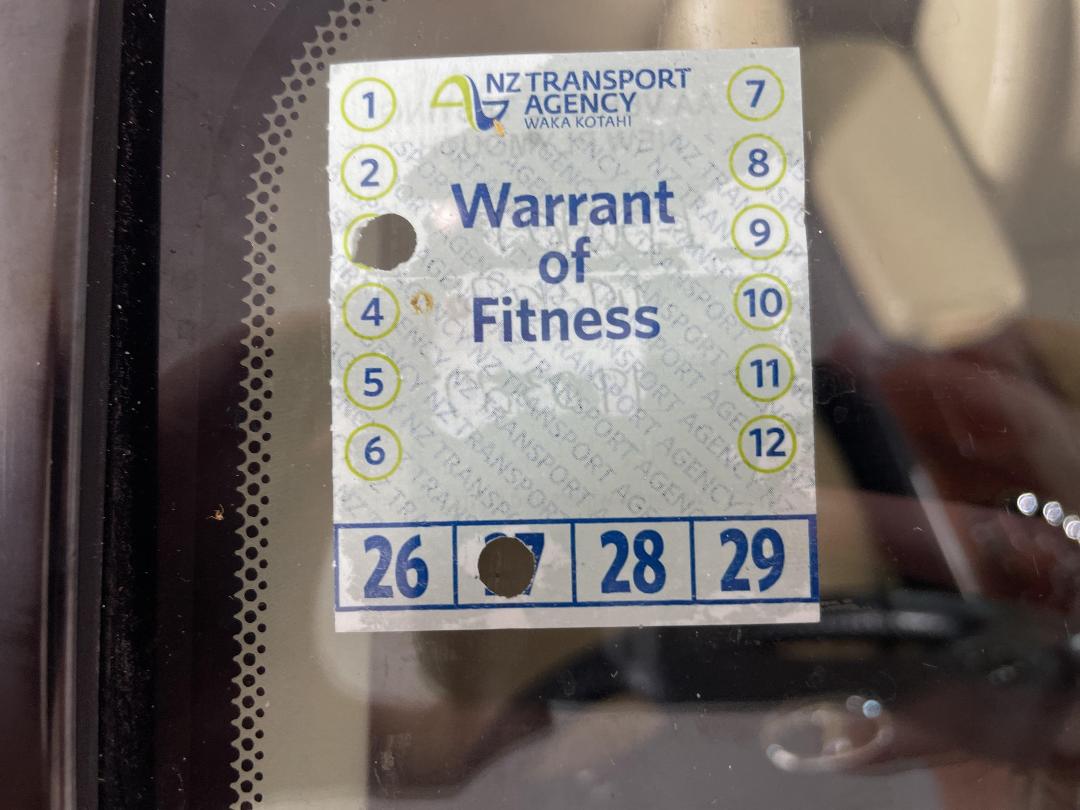 NZ TRANSPORT
AGENCY
WAKA KOTAHI
1
7
2
8
Warrant
of
Fitness
9
4
10
5
11
6
12
26
28
29